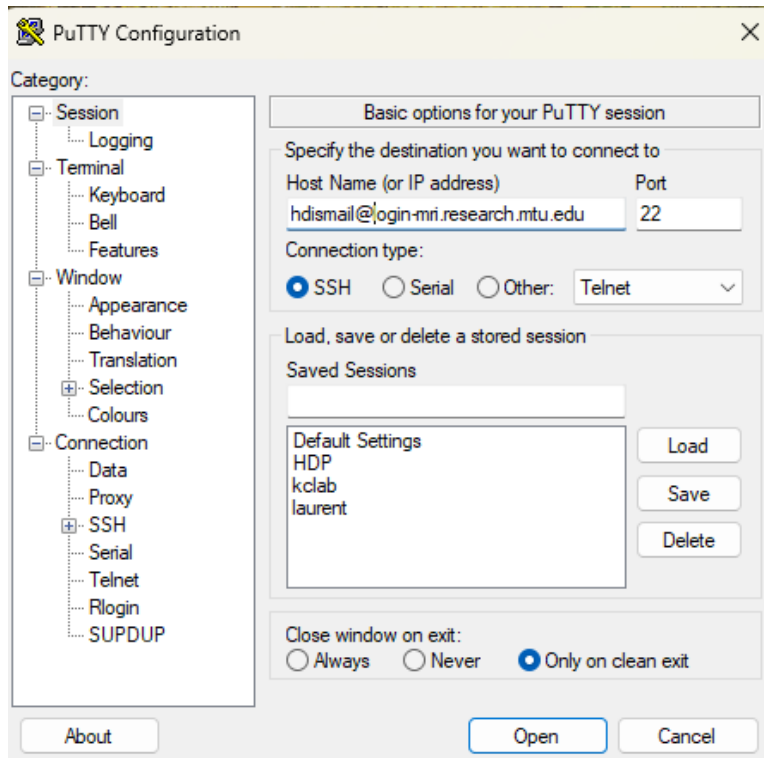 PuTTY Configuration
Category:
Session
Logging
Terminal
Keyboard
Bell
Features
Window
Appearance
Behaviour
Translation
Selection
Colours
Connection
Data
Proxy
SSH
Serial
Telnet
Rlogin
SUPDUP
Basic options for your PuTTY session
Specify the destination you want to connect to
Host Name (or IP address) Port
hdismail@login-mri.research.mtu.edu 22
Connection type:
SSH Serial Other: Telnet
Load, save or delete a stored session
Saved Sessions
Default Settings
HDP
kclab
laurent
Load
Save
Delete
Close window on exit:
Always Never Only on clean exit
About Open Cancel